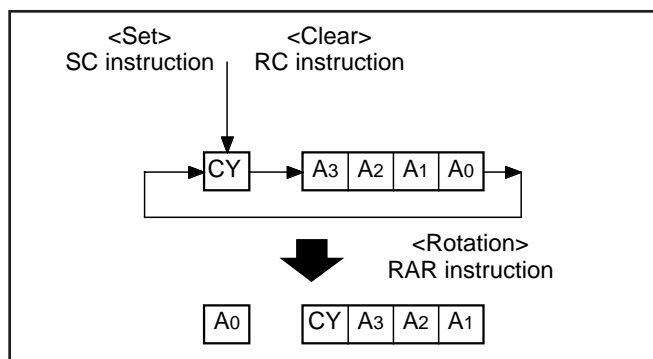 <Set> <Clear>
SC instruction RC instruction
CY A3 A2 A1 A0
<Rotation>
RAR instruction
A0 CY A3 A2 A1